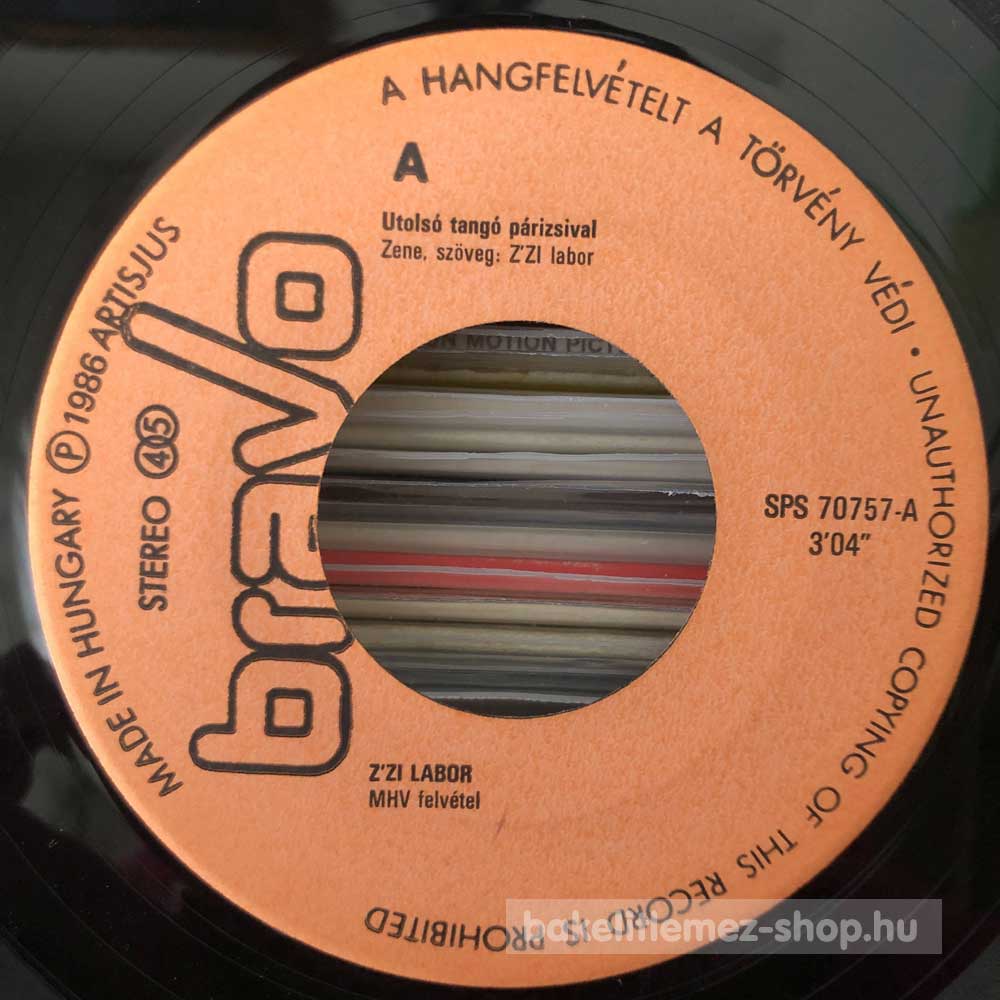 A HANGFELVÉTELT A TÖRVÉNY VÉDI • UNAUTHORIZED COPYING OF THIS RECORD IS PROHIBITED
A
Utolsó tangó párizsival
Zene, szöveg: Z'ZI labor
MADE IN HUNGARY Ⓟ 1986 ARTISJUS
STEREO 45
bravo
SPS 70757-A
3'04"
Z'ZI LABOR
MHV felvétel
MOTION
bakelitlemez-shop.hu